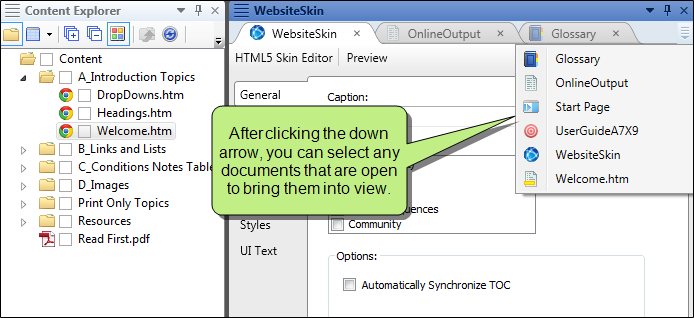 Content Explorer
Content
A_Introduction Topics
DropDowns.htm
Headings.htm
Welcome.htm
B_Links and Lists
C_Conditions Notes Table
D_Images
Print Only Topics
Resources
Read First.pdf
WebsiteSkin
WebsiteSkin
OnlineOutput
Glossary
HTML5 Skin Editor
Preview
General
Caption:
Styles
UI Text
Community
Options:
Automatically Synchronize TOC
Glossary
OnlineOutput
Start Page
UserGuideA7X9
WebsiteSkin
Welcome.htm
After clicking the down
arrow, you can select any
documents that are open
to bring them into view.